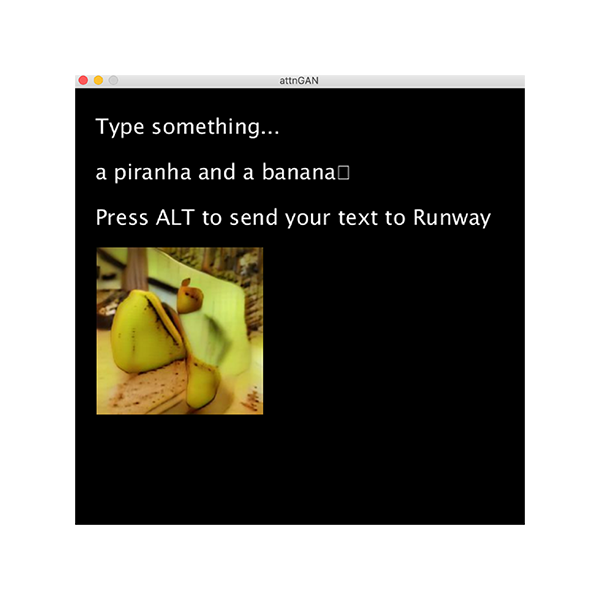 attnGAN
Type something...
a piranha and a banana▯
Press ALT to send your text to Runway